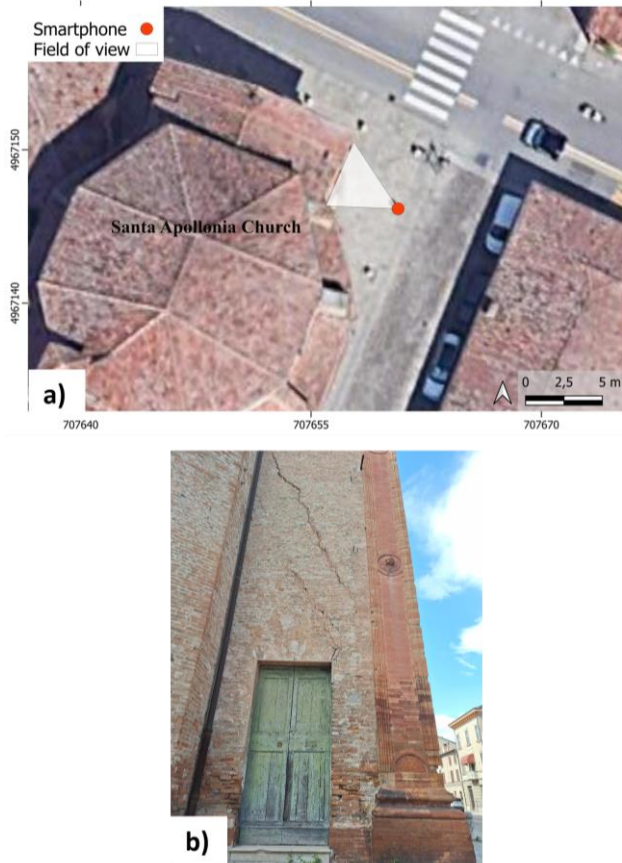 Smartphone
Field of view
4967150
Santa Apollonia Church
4967140
a)
0 2,5 5 m
707640 707655 707670
b)